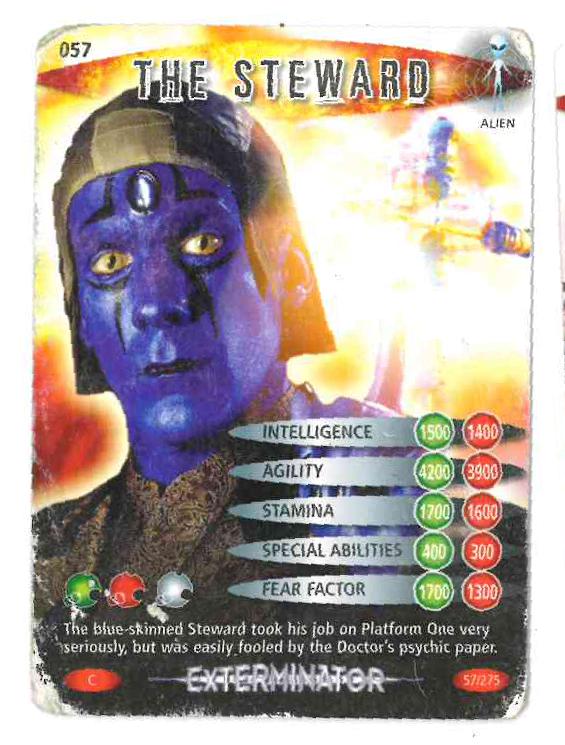 057
THE STEWARD
ALIEN
INTELLIGENCE 1500 1400
AGILITY 4200 3900
STAMINA 1700 1600
SPECIAL ABILITIES 400 300
FEAR FACTOR 1700 1300
The blue-skinned Steward took his job on Platform One very
seriously, but was easily fooled by the Doctor's psychic paper.
C EXTERMINATOR 57/275